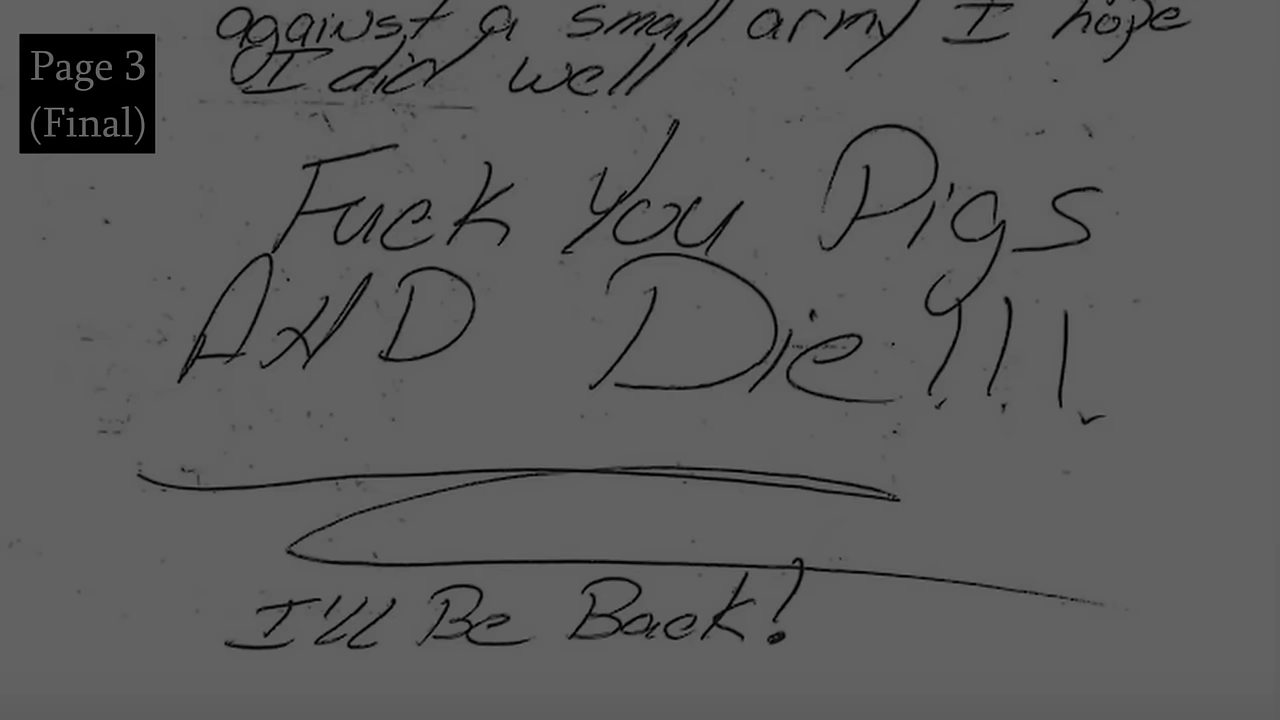 Page 3
(Final)
against a small army I hope
I did well
Fuck You Pigs
AND Die!!!
I'll Be Back!